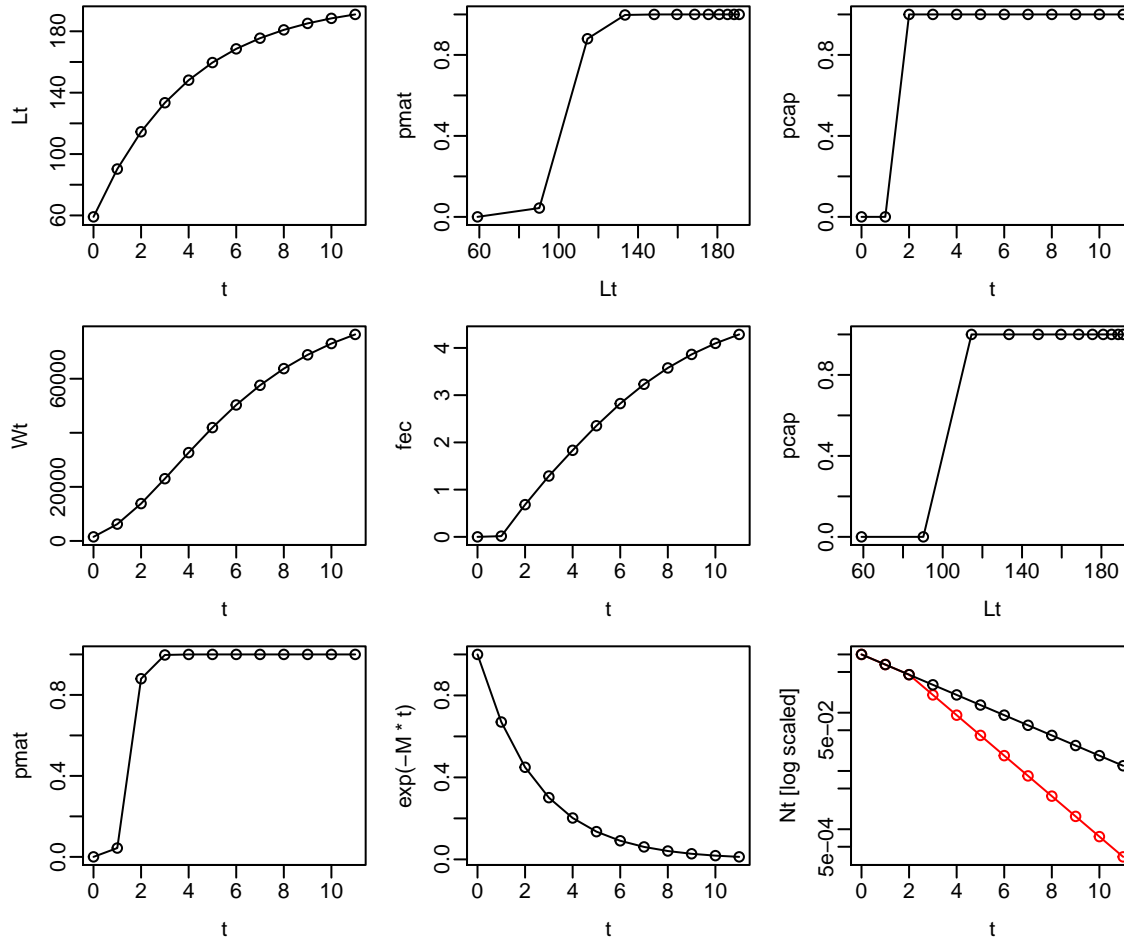 Lt
60 100 140 180
0 2 4 6 8 10
t
pmat
0.0 0.4 0.8
60 100 140 180
Lt
pcap
0.0 0.4 0.8
0 2 4 6 8 10
t
Wt
0 20000 60000
0 2 4 6 8 10
t
fec
0 1 2 3 4
0 2 4 6 8 10
t
pcap
0.0 0.4 0.8
60 100 140 180
Lt
pmat
0.0 0.4 0.8
0 2 4 6 8 10
t
exp(−M * t)
0.0 0.4 0.8
0 2 4 6 8 10
t
Nt [log scaled]
5e−04 5e−02
0 2 4 6 8 10
t